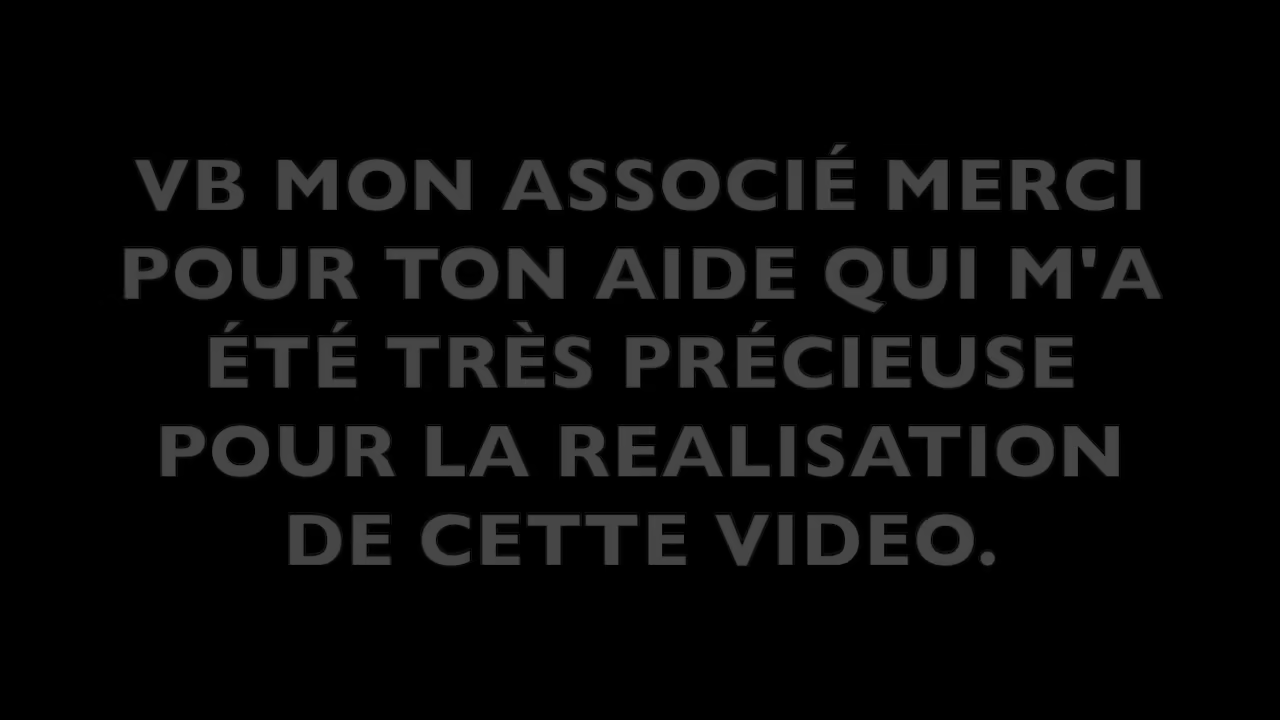 VB MON ASSOCIÉ MERCI
POUR TON AIDE QUI M'A
ÉTÉ TRÈS PRÉCIEUSE
POUR LA REALISATION
DE CETTE VIDEO.